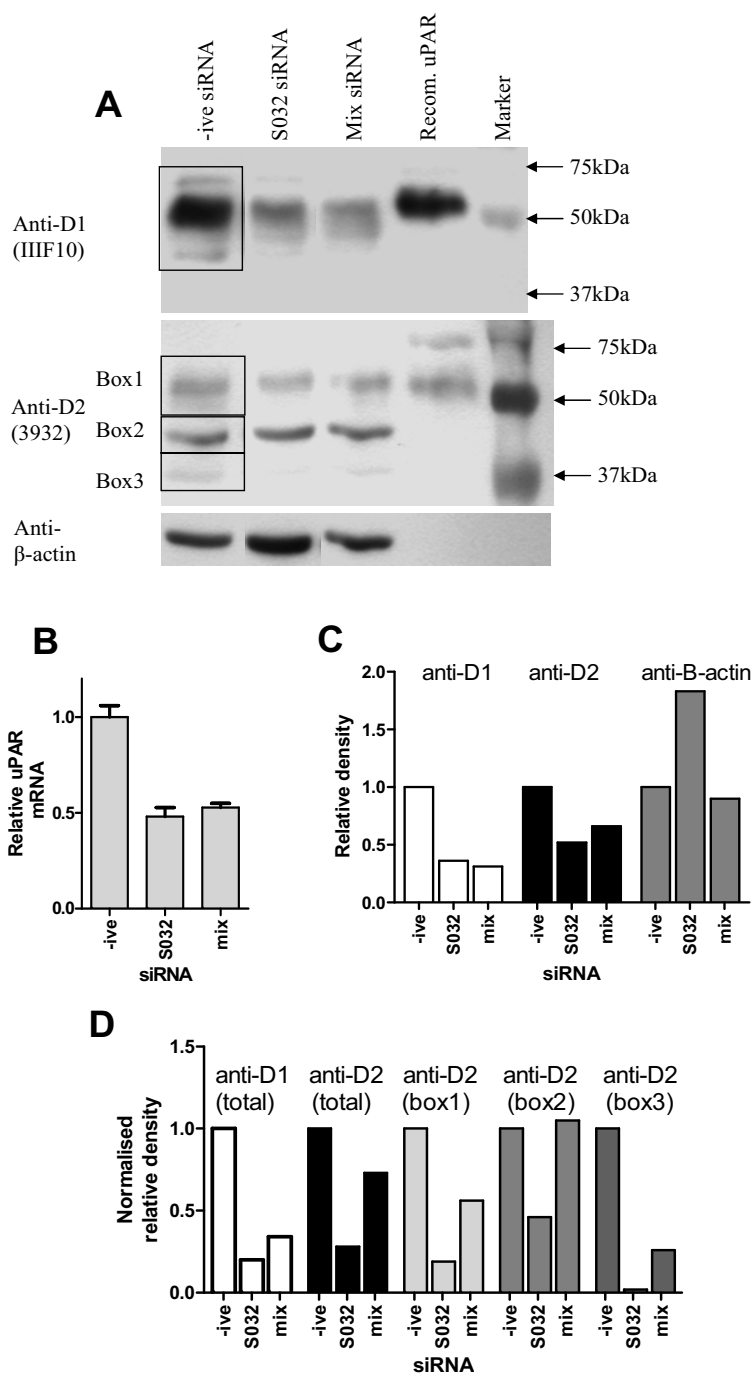 A
-ive siRNA
S032 siRNA
Mix siRNA
Recom. uPAR
Marker
75kDa
Anti-D1
(IIIF10)
50kDa
37kDa
75kDa
Box1
Anti-D2
(3932)
50kDa
Box2
Box3
37kDa
Anti-
β-actin
B
Relative uPAR
mRNA
1.0
0.5
0.0
-ive
S032
mix
siRNA
C
2.0
1.5
1.0
0.5
0.0
Relative density
anti-D1
anti-D2
anti-B-actin
-ive
S032
mix
-ive
S032
mix
-ive
S032
mix
siRNA
D
1.5
1.0
0.5
0.0
Normalised
relative density
anti-D1
(total)
anti-D2
(total)
anti-D2
(box1)
anti-D2
(box2)
anti-D2
(box3)
-ive
S032
mix
-ive
S032
mix
-ive
S032
mix
-ive
S032
mix
-ive
S032
mix
siRNA